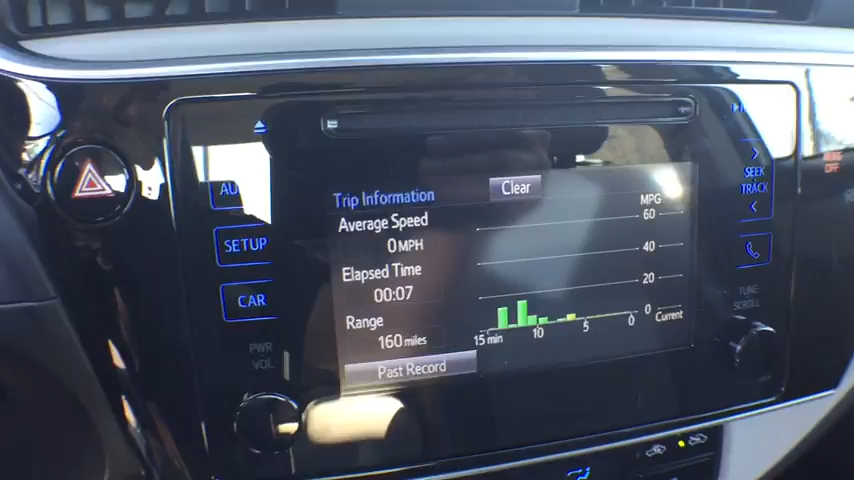 AU
SETUP
CAR
PWR
VOL
Trip Information
Clear
Average Speed
0 MPH
Elapsed Time
00:07
Range
160 miles
Past Record
MPG
60
40
20
0
15 min
10
5
0
Current
SEEK
TRACK
TUNE
SCROLL
OFF